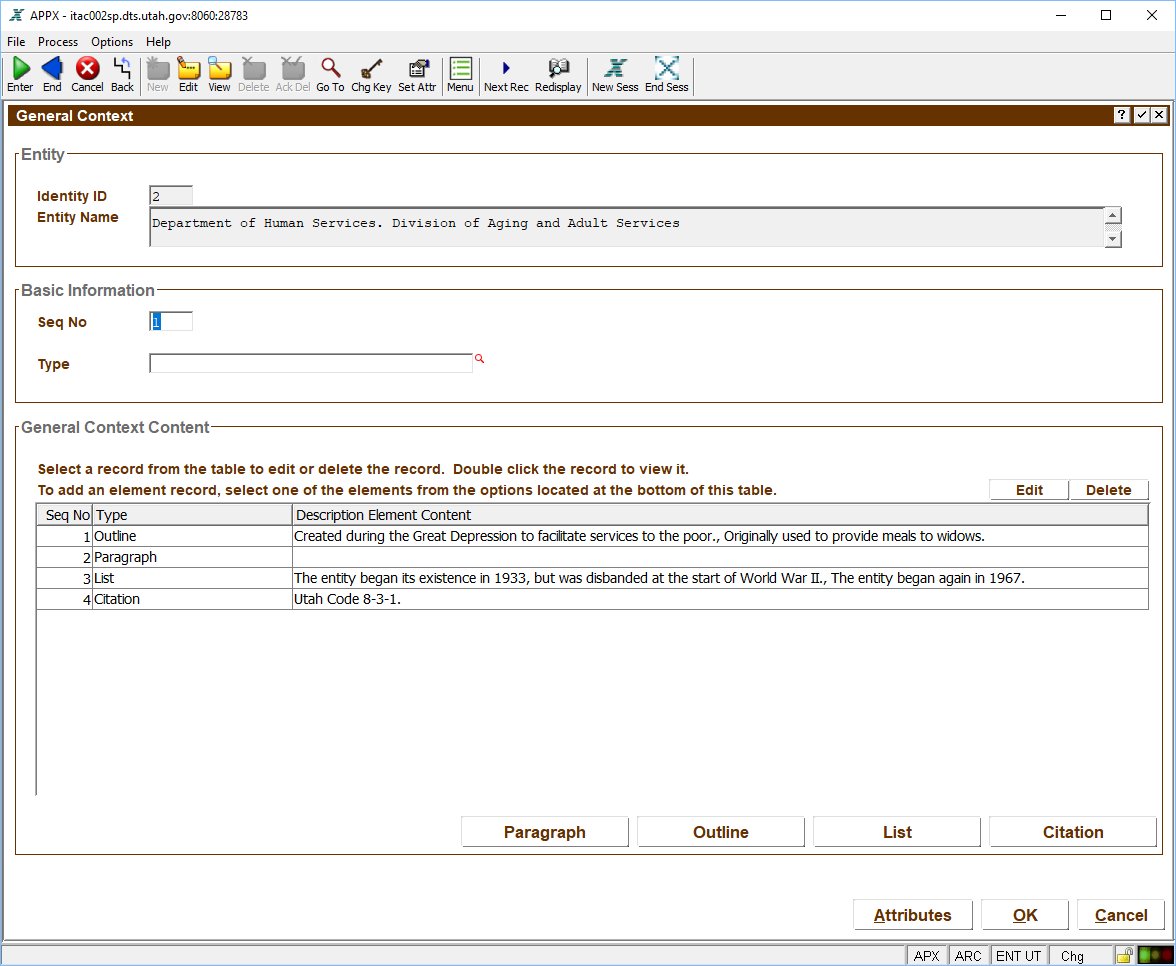 APPX - itac002sp.dts.utah.gov:8060:28783
File Process Options Help
Enter End Cancel Back New Edit View Delete Ack Del Go To Chg Key Set Attr Menu Next Rec Redisplay New Sess End Sess
General Context
Entity
Identity ID 2
Entity Name Department of Human Services. Division of Aging and Adult Services
Basic Information
Seq No 1
Type
General Context Content
Select a record from the table to edit or delete the record. Double click the record to view it.
To add an element record, select one of the elements from the options located at the bottom of this table. Edit Delete
Seq No Type Description Element Content
1 Outline Created during the Great Depression to facilitate services to the poor., Originally used to provide meals to widows.
2 Paragraph
3 List The entity began its existence in 1933, but was disbanded at the start of World War II., The entity began again in 1967.
4 Citation Utah Code 8-3-1.
Paragraph Outline List Citation
Attributes OK Cancel
APX ARC ENT UT Chg